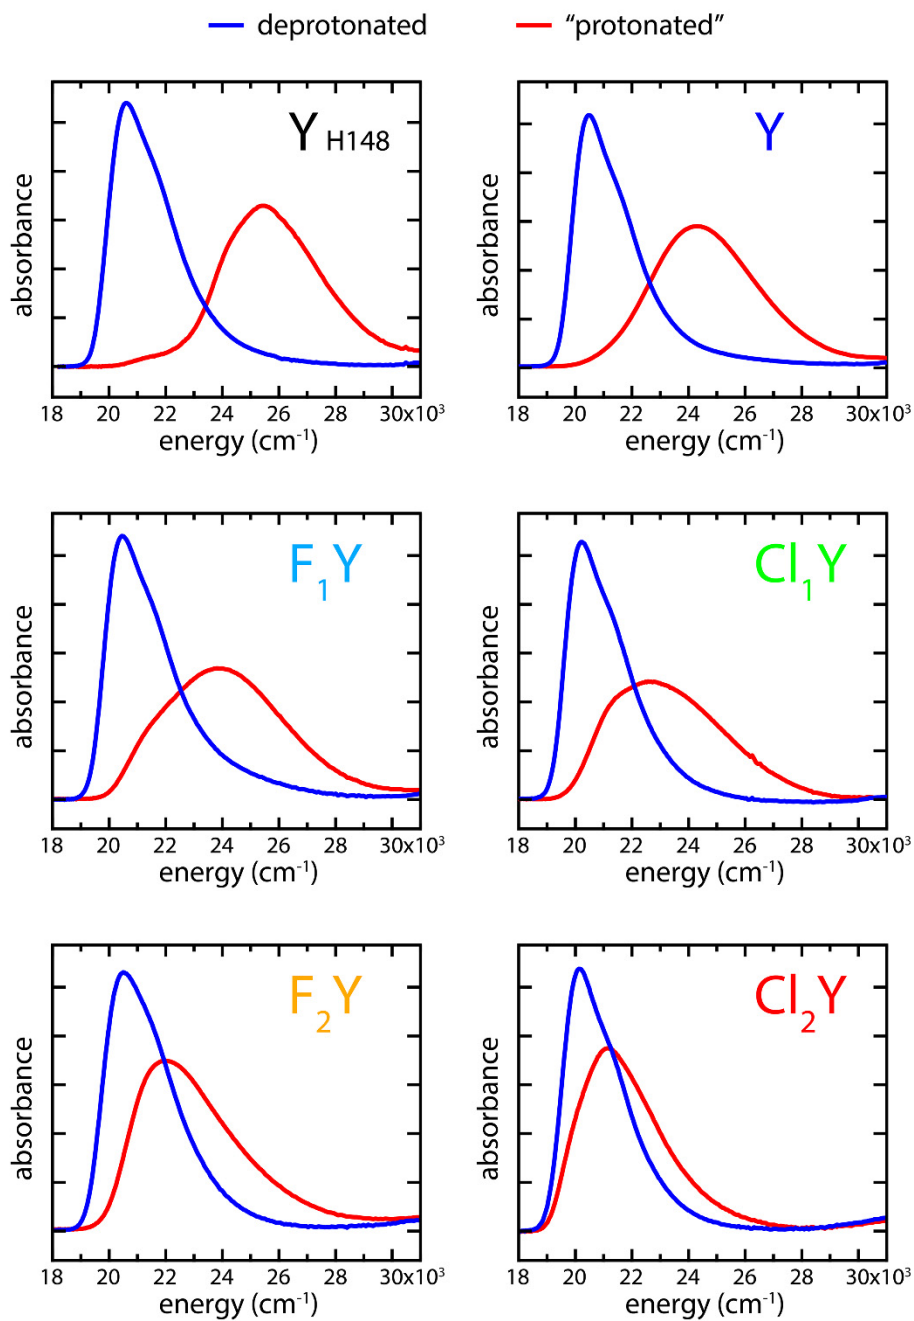 deprotonated “protonated”
Y H148
absorbance
18 20 22 24 26 28 30x10³
energy (cm⁻¹)
Y
absorbance
18 20 22 24 26 28 30x10³
energy (cm⁻¹)
F₁Y
absorbance
18 20 22 24 26 28 30x10³
energy (cm⁻¹)
Cl₁Y
absorbance
18 20 22 24 26 28 30x10³
energy (cm⁻¹)
F₂Y
absorbance
18 20 22 24 26 28 30x10³
energy (cm⁻¹)
Cl₂Y
absorbance
18 20 22 24 26 28 30x10³
energy (cm⁻¹)